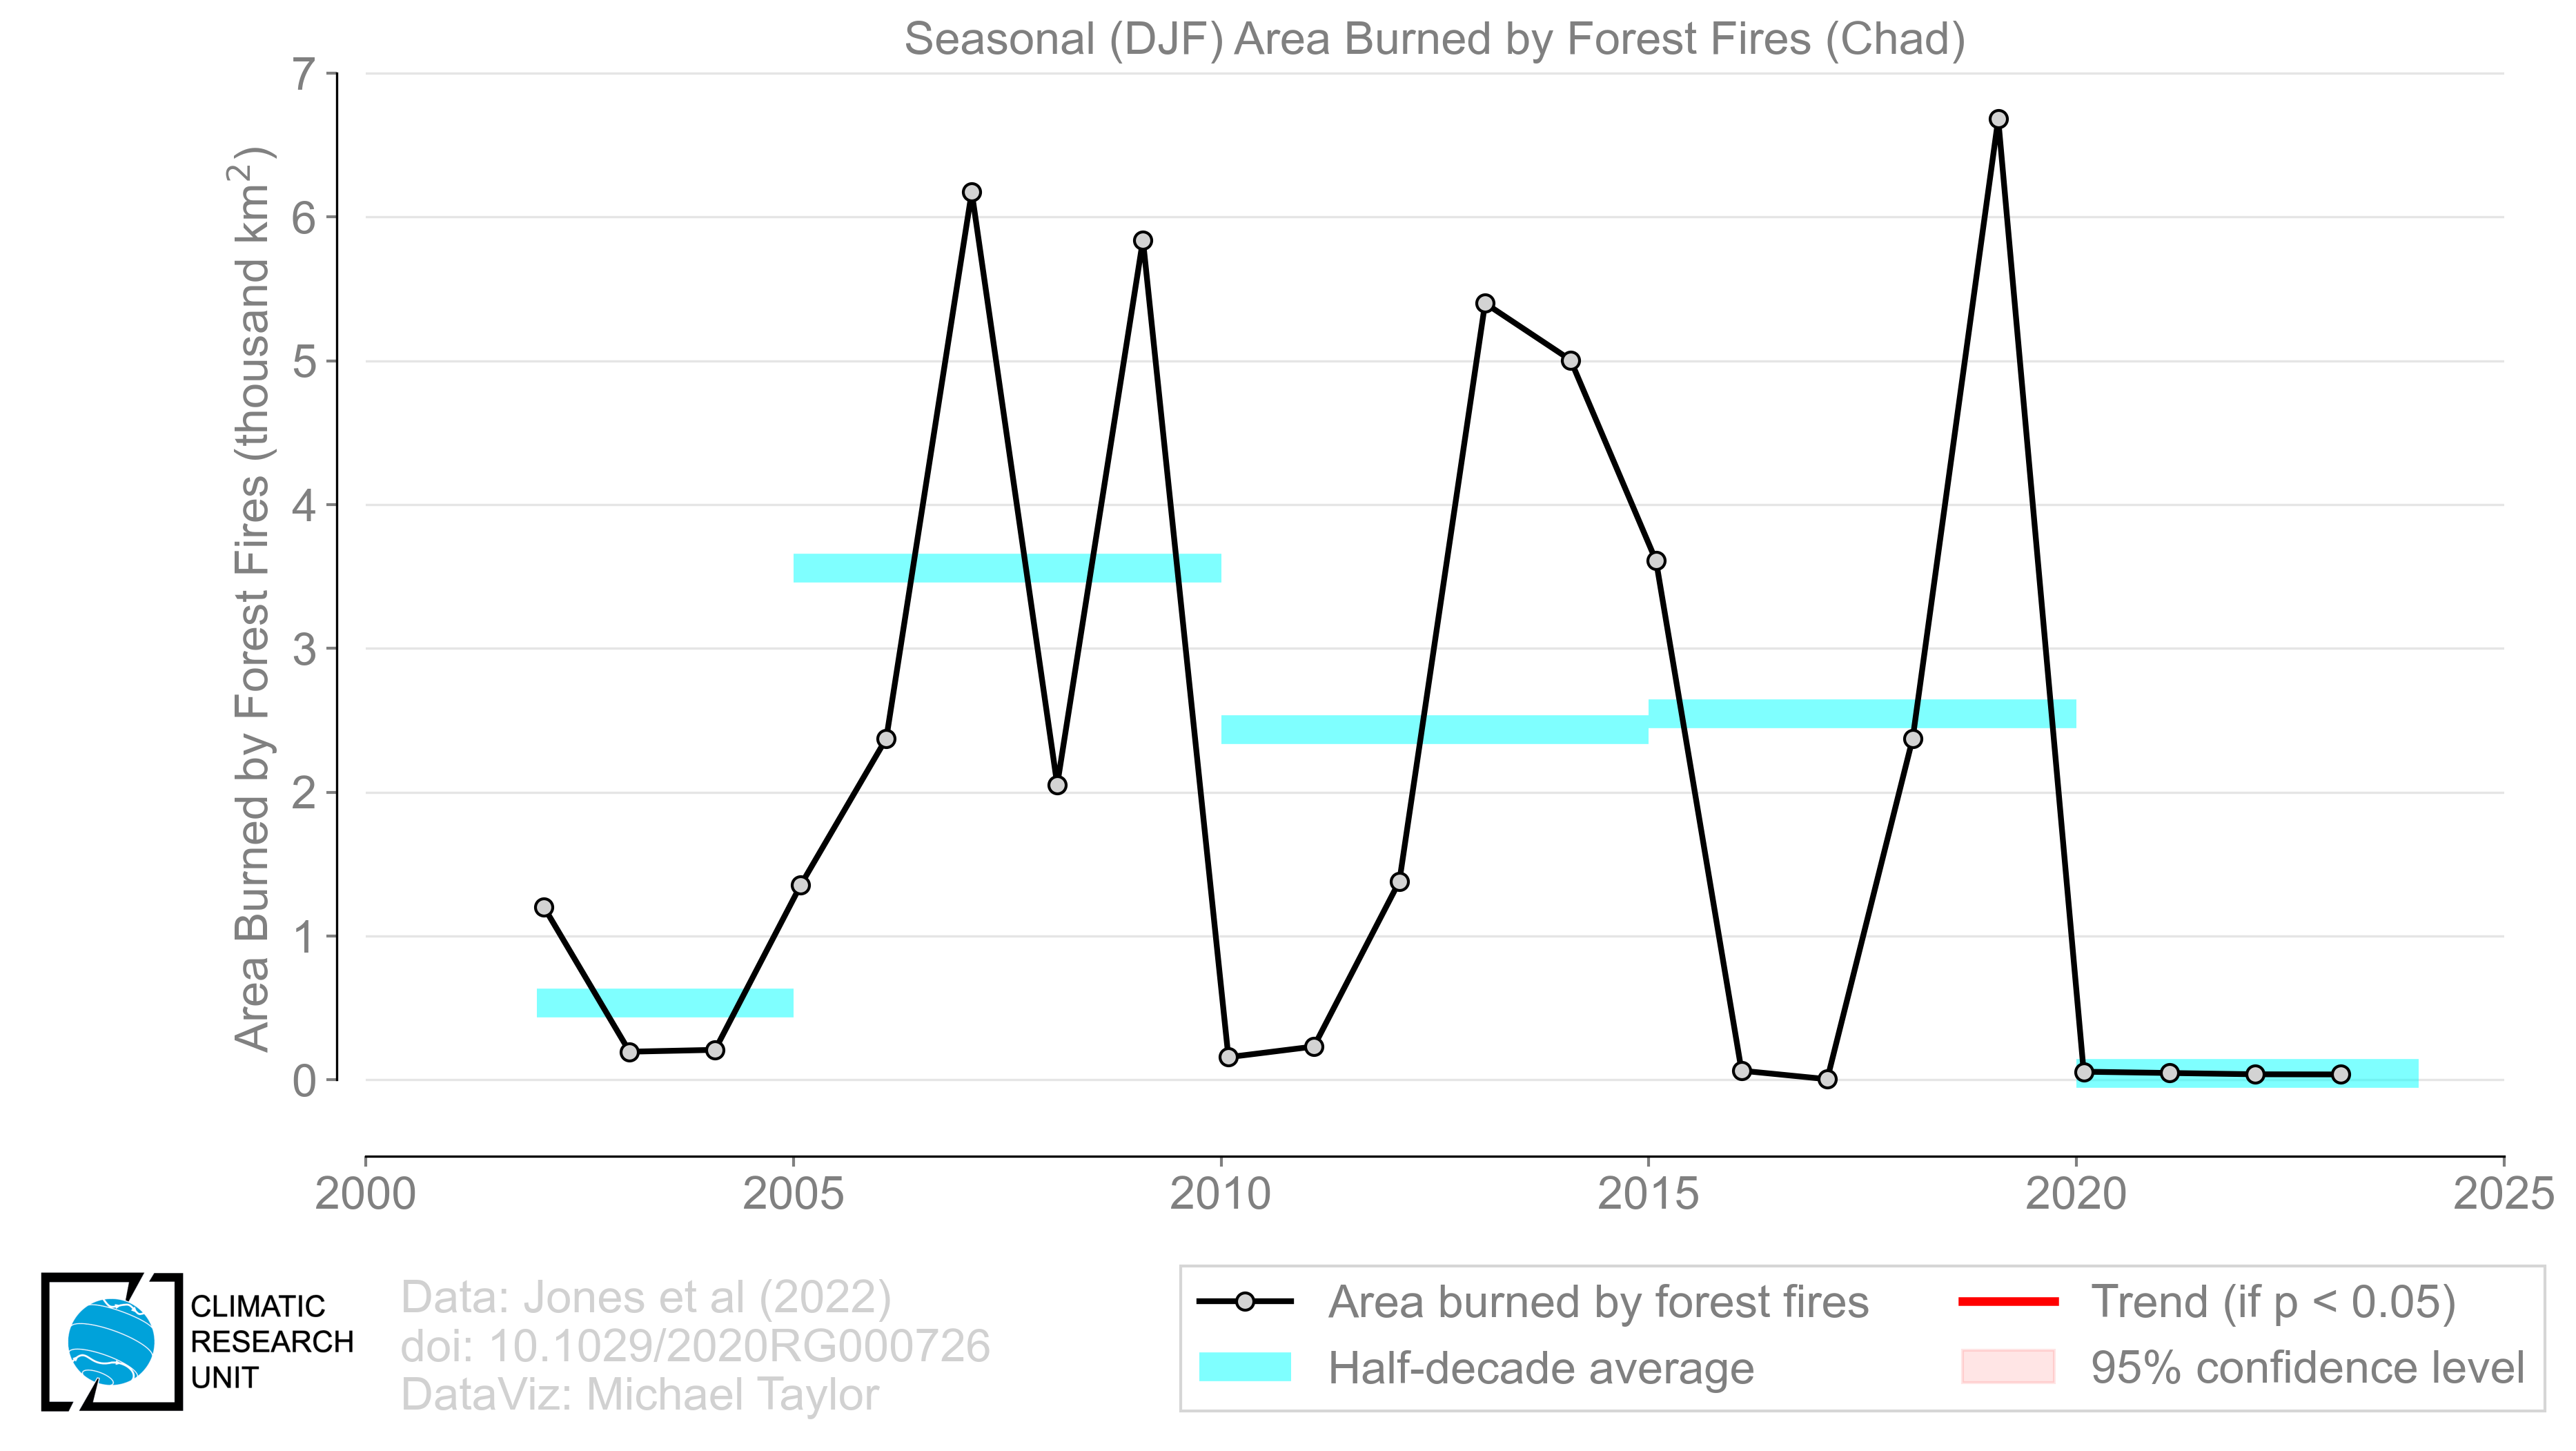 Seasonal (DJF) Area Burned by Forest Fires (Chad)
Area Burned by Forest Fires (thousand km²)
7
6
5
4
3
2
1
0
2000 2005 2010 2015 2020 2025
CLIMATIC
RESEARCH
UNIT
Data: Jones et al (2022)
doi: 10.1029/2020RG000726
DataViz: Michael Taylor
Area burned by forest fires
Half-decade average
Trend (if p < 0.05)
95% confidence level